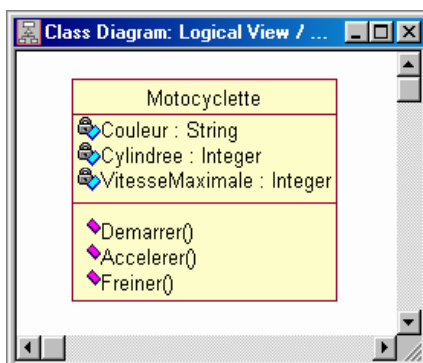 Class Diagram: Logical View / ...
Motocyclette
Couleur : String
Cylindree : Integer
VitesseMaximale : Integer
Demarrer()
Accelerer()
Freiner()